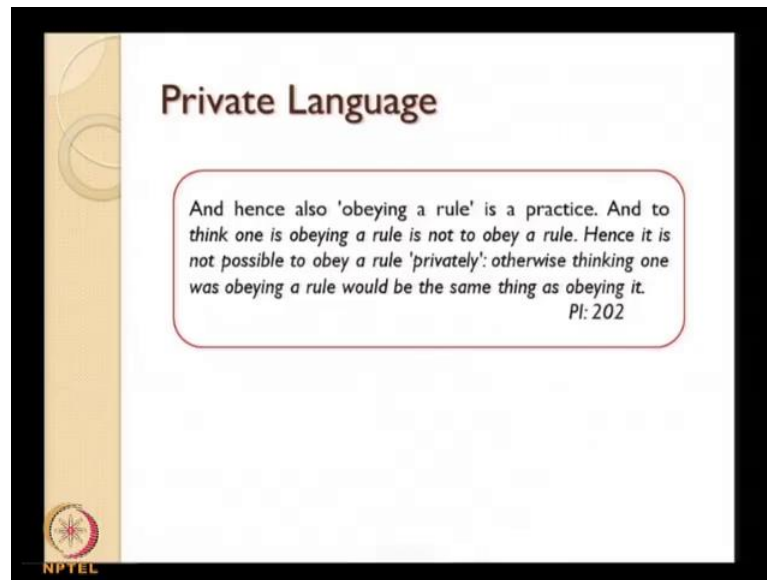 Private Language
And hence also 'obeying a rule' is a practice. And to
think one is obeying a rule is not to obey a rule. Hence it is
not possible to obey a rule 'privately': otherwise thinking one
was obeying a rule would be the same thing as obeying it.
PI: 202
NPTEL